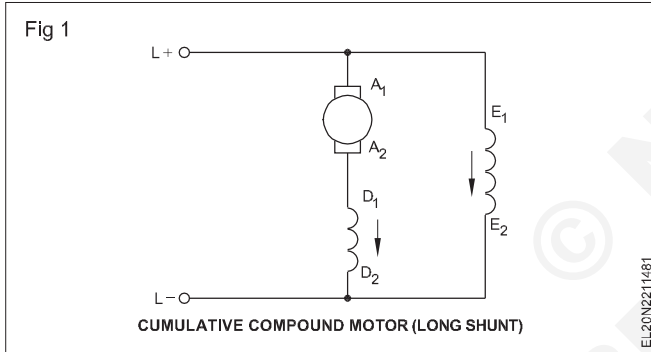 Fig 1
L+
A1
A2
E1
E2
D1
D2
L−
CUMULATIVE COMPOUND MOTOR (LONG SHUNT)
EL20N2211481
©